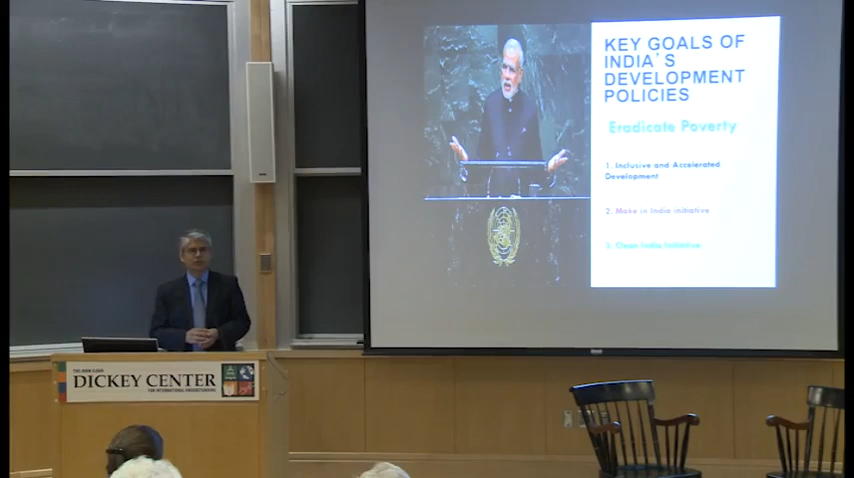 KEY GOALS OF
INDIA'S
DEVELOPMENT
POLICIES
Eradicate Poverty
1. Inclusive and Accelerated
Development
2. Make in India initiative
3. Clean India Initiative
DICKEY CENTER
FOR INTERNATIONAL UNDERSTANDING